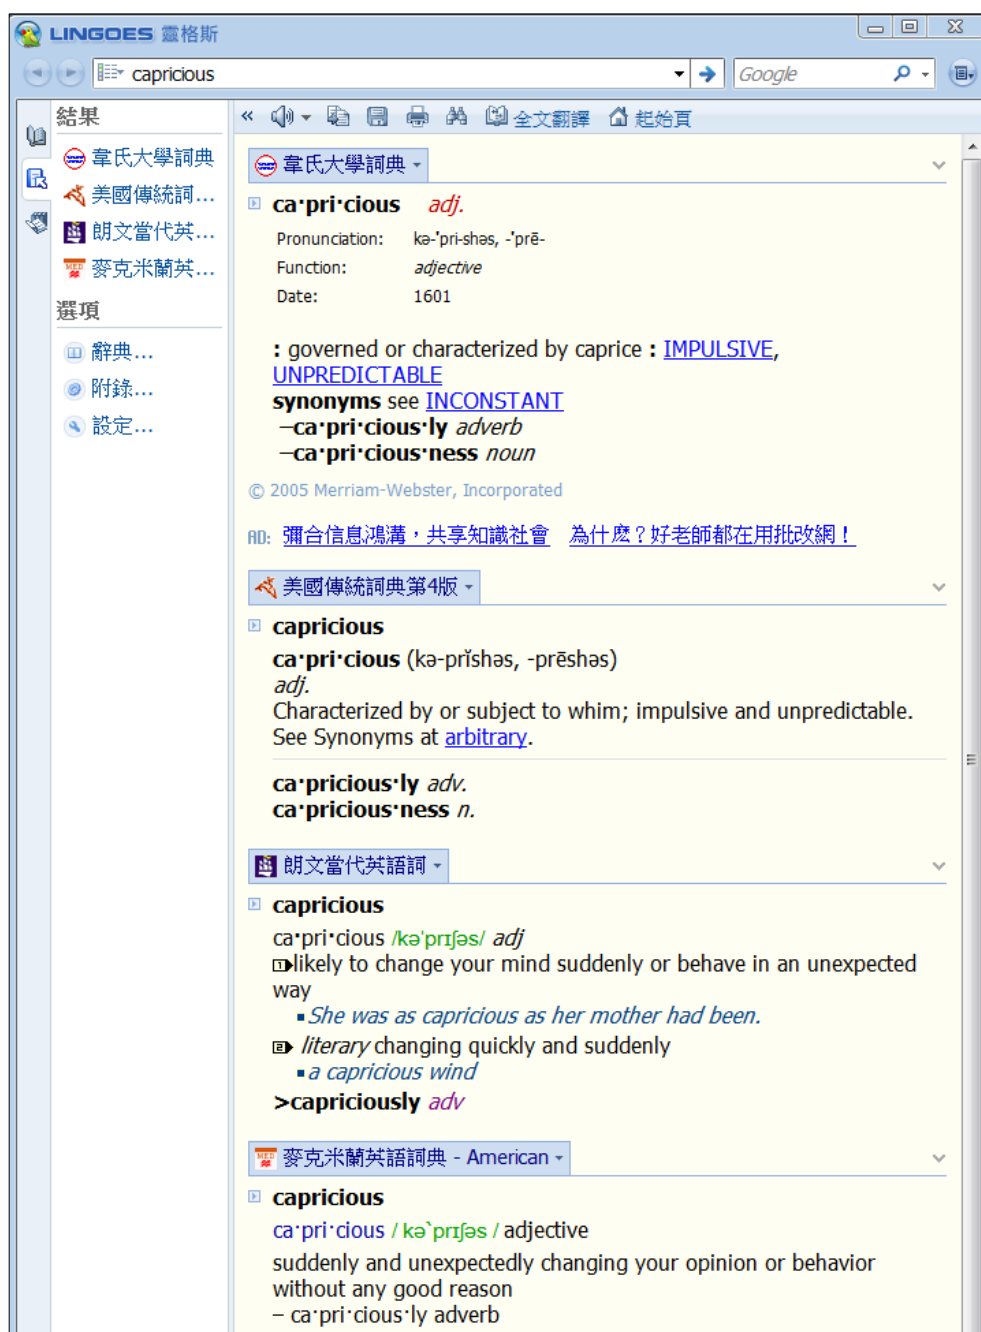 LINGOES 靈格斯
capricious
Google
結果
韋氏大學詞典
美國傳統詞...
朗文當代英...
麥克米蘭英...
選項
辭典...
附錄...
設定...
全文翻譯 起始頁
韋氏大學詞典
ca·pri·cious adj.
Pronunciation: kə-'pri-shəs, -'prē-
Function: adjective
Date: 1601
: governed or characterized by caprice : IMPULSIVE,
UNPREDICTABLE
synonyms see INCONSTANT
–ca·pri·cious·ly adverb
–ca·pri·cious·ness noun
© 2005 Merriam-Webster, Incorporated
AD: 彌合信息鴻溝，共享知識社會 為什麼？好老師都在用批改網！
美國傳統詞典第4版
capricious
ca·pri·cious (kə-prĭshəs, -prēshəs)
adj.
Characterized by or subject to whim; impulsive and unpredictable.
See Synonyms at arbitrary.
ca·pricious·ly adv.
ca·pricious·ness n.
朗文當代英語詞
capricious
ca·pri·cious /kəˈprɪʃəs/ adj
1 likely to change your mind suddenly or behave in an unexpected
way
She was as capricious as her mother had been.
2 literary changing quickly and suddenly
a capricious wind
>capriciously adv
麥克米蘭英語詞典 - American
capricious
ca·pri·cious / kə`prɪʃəs / adjective
suddenly and unexpectedly changing your opinion or behavior
without any good reason
– ca·pri·cious·ly adverb